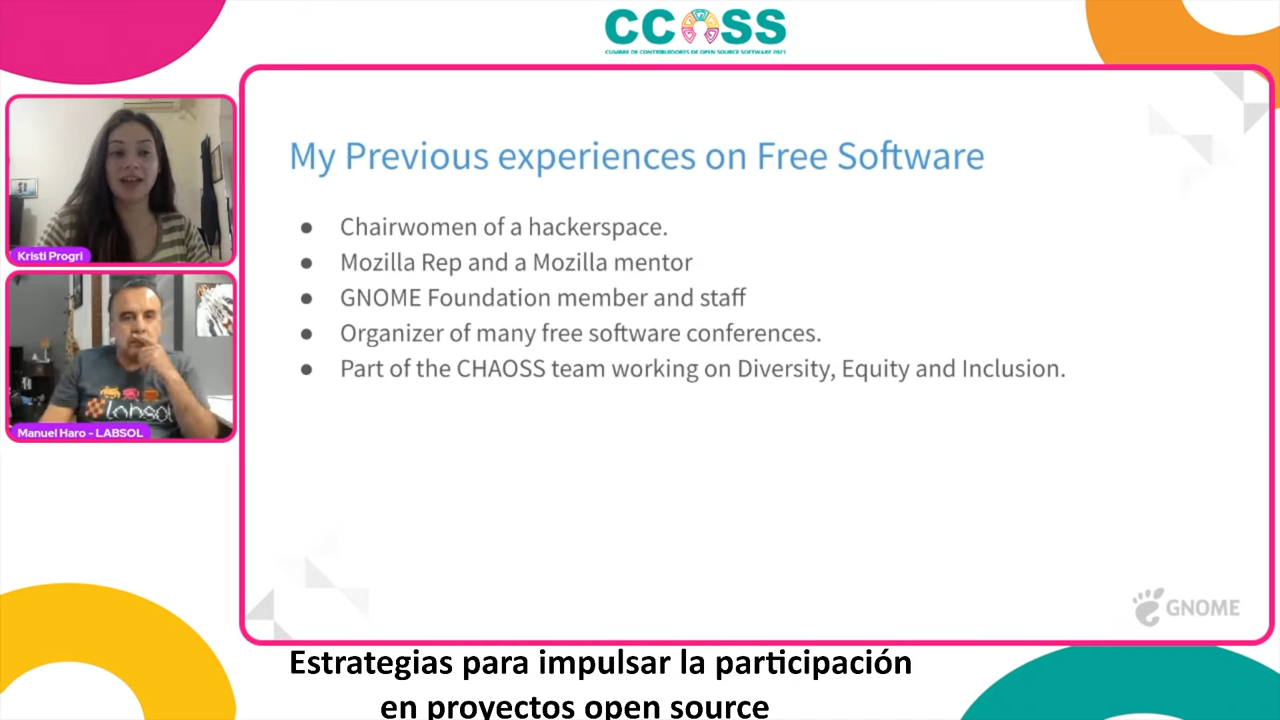 CCOSS
CUMBRE DE CONTRIBUIDORES DE OPEN SOURCE SOFTWARE 2021
Kristi Progri
Manuel Haro - LABSOL
#labsol
My Previous experiences on Free Software
● Chairwomen of a hackerspace.
● Mozilla Rep and a Mozilla mentor
● GNOME Foundation member and staff
● Organizer of many free software conferences.
● Part of the CHAOSS team working on Diversity, Equity and Inclusion.
GNOME
Estrategias para impulsar la participación
en proyectos open source